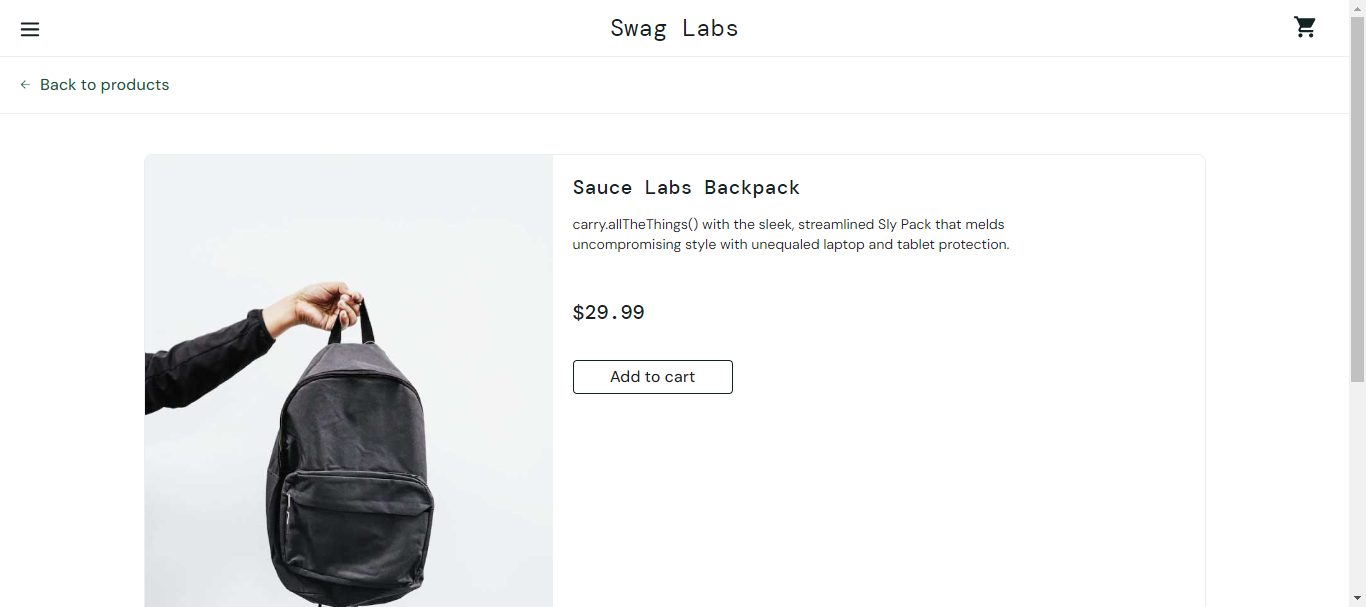 Swag Labs
Back to products
Sauce Labs Backpack
carry.allTheThings() with the sleek, streamlined Sly Pack that melds
uncompromising style with unequaled laptop and tablet protection.
$29.99
Add to cart